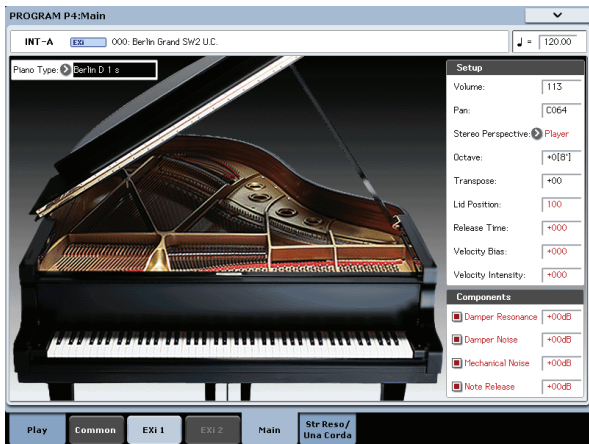 PROGRAM P4:Main
INT-A EXi 000: Berlin Grand SW2 U.C. ♩ = 120.00
Piano Type: Berlin D 1 s
Setup
Volume: 113
Pan: C064
Stereo Perspective: Player
Octave: +0[8']
Transpose: +00
Lid Position: 100
Release Time: +000
Velocity Bias: +000
Velocity Intensity: +000
Components
Damper Resonance +00dB
Damper Noise +00dB
Mechanical Noise +00dB
Note Release +00dB
Play Common EXi 1 EXi 2 Main Str Reso/
Una Corda